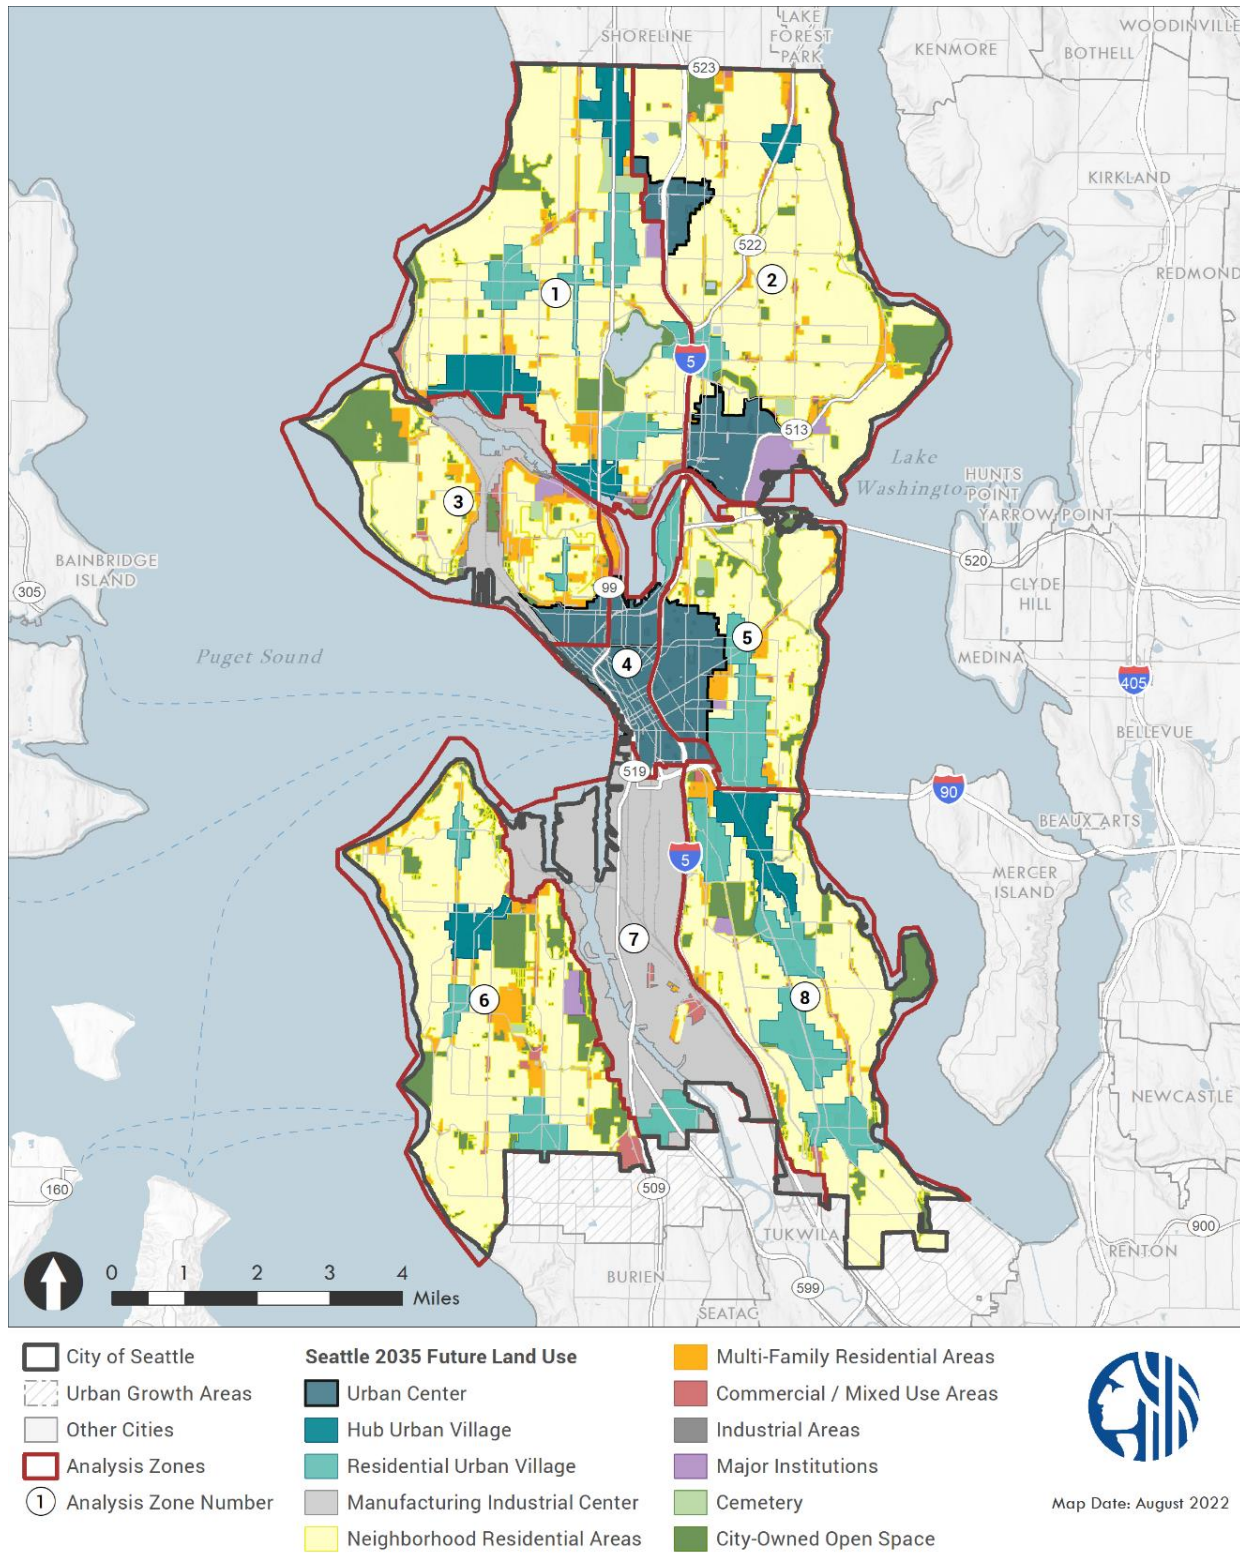 SHORELINE
LAKE
FOREST
PARK
WOODINVILLE
KENMORE
BOTHELL
523
KIRKLAND
522
REDMOND
1
2
5
513
Lake
Washington
HUNTS
POINT
YARROW POINT
3
BAINBRIDGE
ISLAND
305
99
520
CLYDE
HILL
5
Puget Sound
4
MEDINA
405
BELLEVUE
519
90
BEAUX ARTS
5
MERCER
ISLAND
7
6
8
NEWCASTLE
160
509
TUKWILA
900
RENTON
BURIEN
599
SEATAC
0 1 2 3 4
Miles
City of Seattle
Urban Growth Areas
Other Cities
Analysis Zones
1 Analysis Zone Number
Seattle 2035 Future Land Use
Urban Center
Hub Urban Village
Residential Urban Village
Manufacturing Industrial Center
Neighborhood Residential Areas
Multi-Family Residential Areas
Commercial / Mixed Use Areas
Industrial Areas
Major Institutions
Cemetery
City-Owned Open Space
Map Date: August 2022